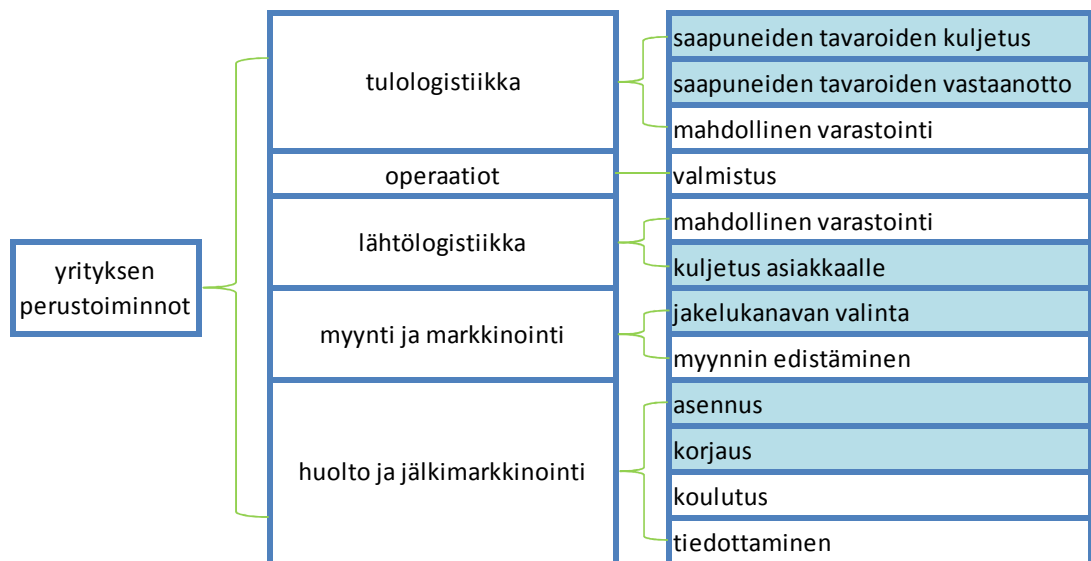 yrityksen
perustoiminnot
tulologistiikka
saapuneiden tavaroiden kuljetus
saapuneiden tavaroiden vastaanotto
mahdollinen varastointi
operaatiot
valmistus
lähtölogistiikka
mahdollinen varastointi
kuljetus asiakkaalle
myynti ja markkinointi
jakelukanavan valinta
myynnin edistäminen
huolto ja jälkimarkkinointi
asennus
korjaus
koulutus
tiedottaminen